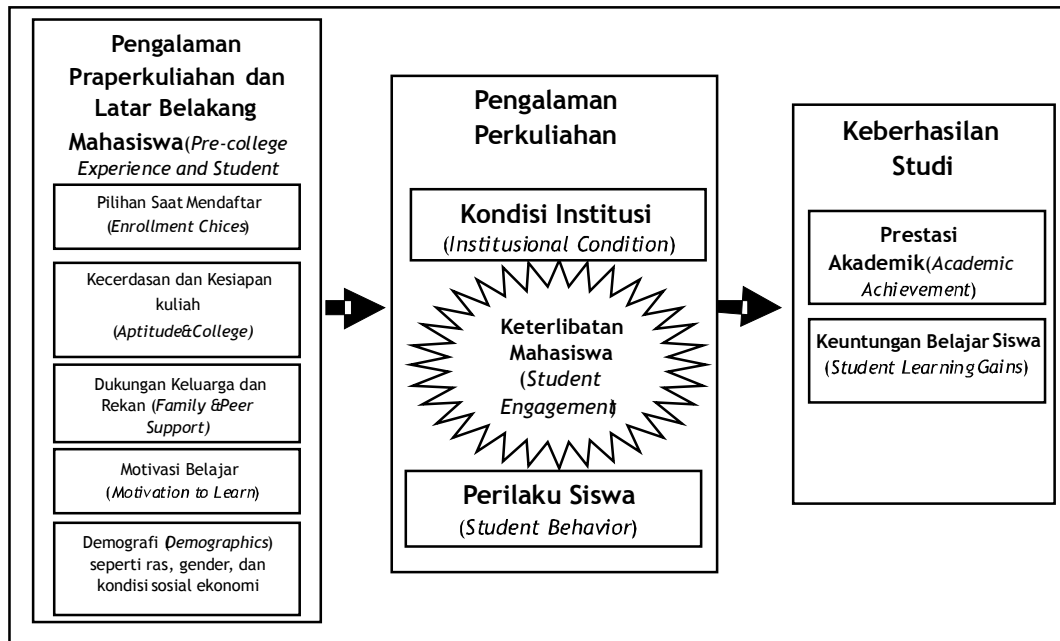 Pengalaman
Praperkuliahan dan
Latar Belakang
Mahasiswa(Pre-college
Experience and Student
Pilihan Saat Mendaftar
(Enrollment Chices)
Kecerdasan dan Kesiapan
kuliah
(Aptitude&College)
Dukungan Keluarga dan
Rekan (Family &Peer
Support)
Motivasi Belajar
(Motivation to Learn)
Demografi (Demographics)
seperti ras, gender, dan
kondisi sosial ekonomi
Pengalaman
Perkuliahan
Kondisi Institusi
(Institusional Condition)
Keterlibatan
Mahasiswa
(Student
Engagement)
Perilaku Siswa
(Student Behavior)
Keberhasilan
Studi
Prestasi
Akademik(Academic
Achievement)
Keuntungan Belajar Siswa
(Student Learning Gains)